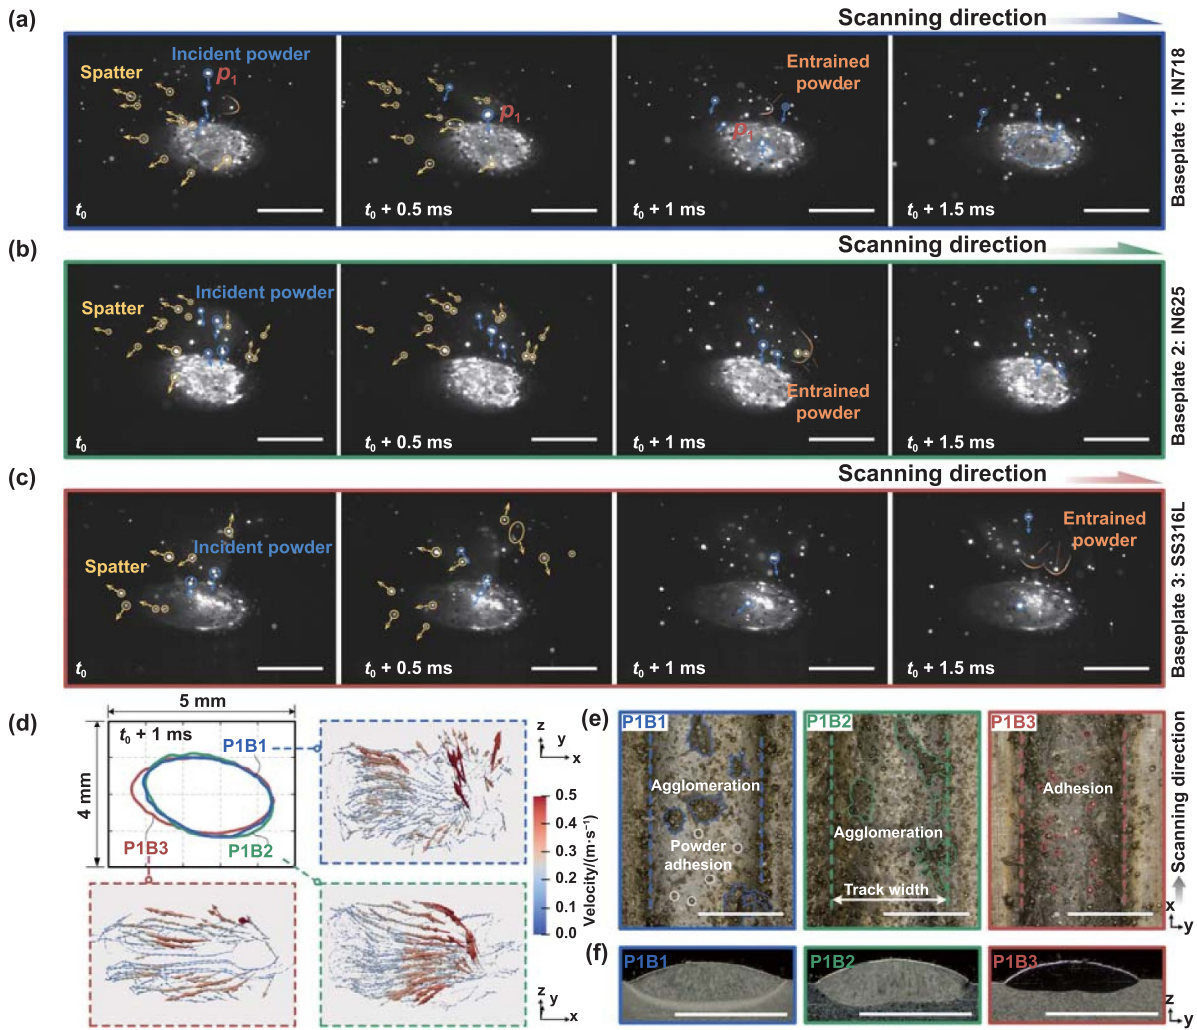 (a)
Scanning direction
Incident powder
Spatter
p1
p1
Entrained
powder
p1
t0
t0 + 0.5 ms
t0 + 1 ms
t0 + 1.5 ms
Baseplate 1: IN718
(b)
Scanning direction
Spatter
Incident powder
Entrained
powder
t0
t0 + 0.5 ms
t0 + 1 ms
t0 + 1.5 ms
Baseplate 2: IN625
(c)
Scanning direction
Incident powder
Spatter
Entrained
powder
t0
t0 + 0.5 ms
t0 + 1 ms
t0 + 1.5 ms
Baseplate 3: SS316L
(d)
5 mm
4 mm
t0 + 1 ms
P1B1
P1B3
P1B2
z
y
x
0.5
0.4
0.3
0.2
0.1
0.0
Velocity/(m·s-1)
z
y
x
(e)
P1B1
Agglomeration
Powder
adhesion
P1B2
Agglomeration
Track width
P1B3
Adhesion
Scanning direction
x
y
(f)
P1B1
P1B2
P1B3
z
y